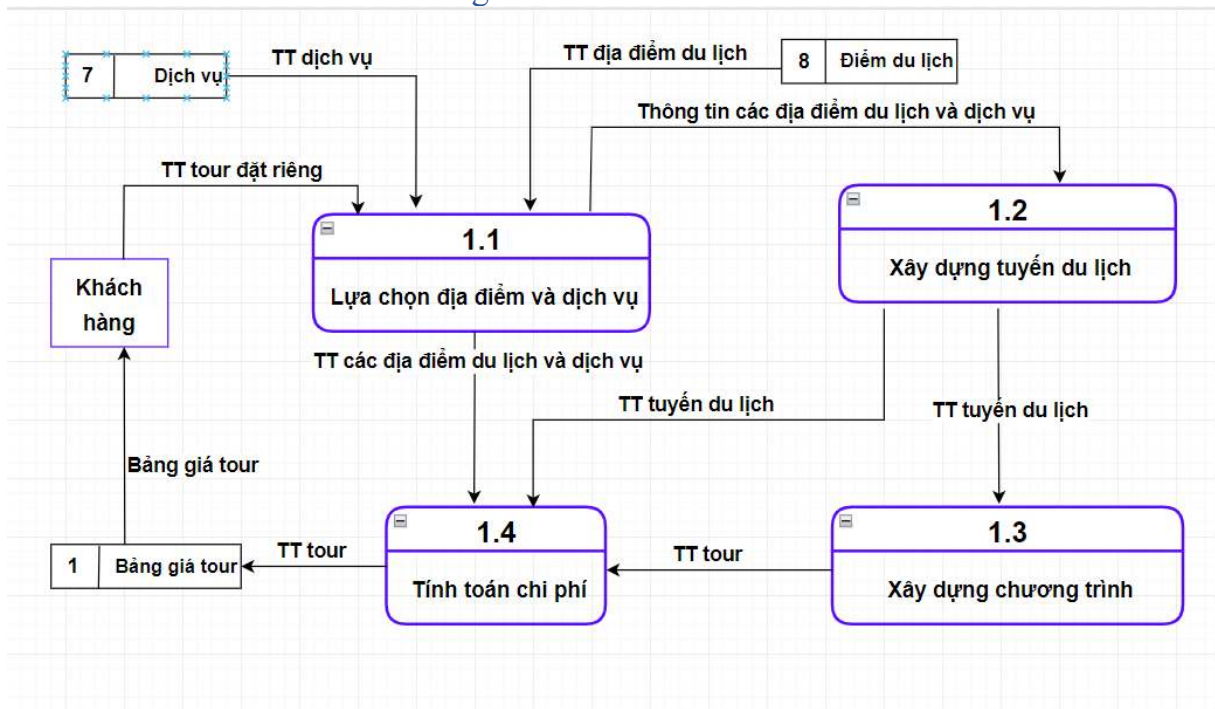 7
Dịch vụ
TT dịch vụ
TT địa điểm du lịch
8
Điểm du lịch
Thông tin các địa điểm du lịch và dịch vụ
TT tour đặt riêng
1.1
Lựa chọn địa điểm và dịch vụ
1.2
Xây dựng tuyến du lịch
Khách
hàng
TT các địa điểm du lịch và dịch vụ
TT tuyến du lịch
TT tuyến du lịch
Bảng giá tour
1
Bảng giá tour
TT tour
1.4
Tính toán chi phí
TT tour
1.3
Xây dựng chương trình